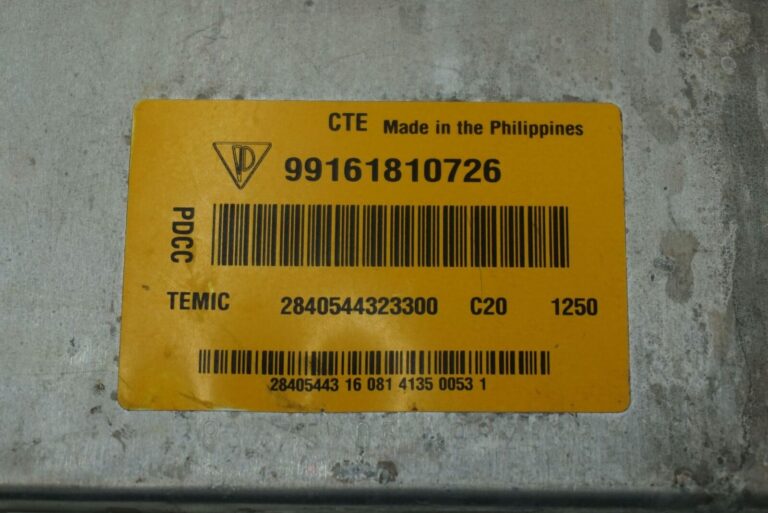 CTE Made in the Philippines
99161810726
PDCC
TEMIC 2840544323300 C20 1250
28405443 16 081 4135 0053 1